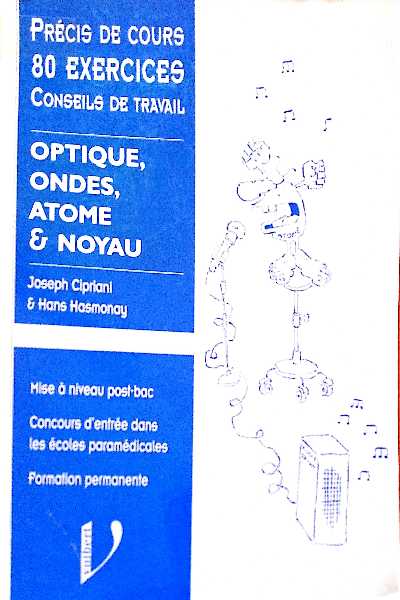 PRÉCIS DE COURS
80 EXERCICES
CONSEILS DE TRAVAIL
OPTIQUE,
ONDES,
ATOME
& NOYAU
Joseph Cipriani
& Hans Hasmonay
Mise à niveau post-bac
Concours d'entrée dans
les écoles paramédicales
Formation permanente
Vuibert